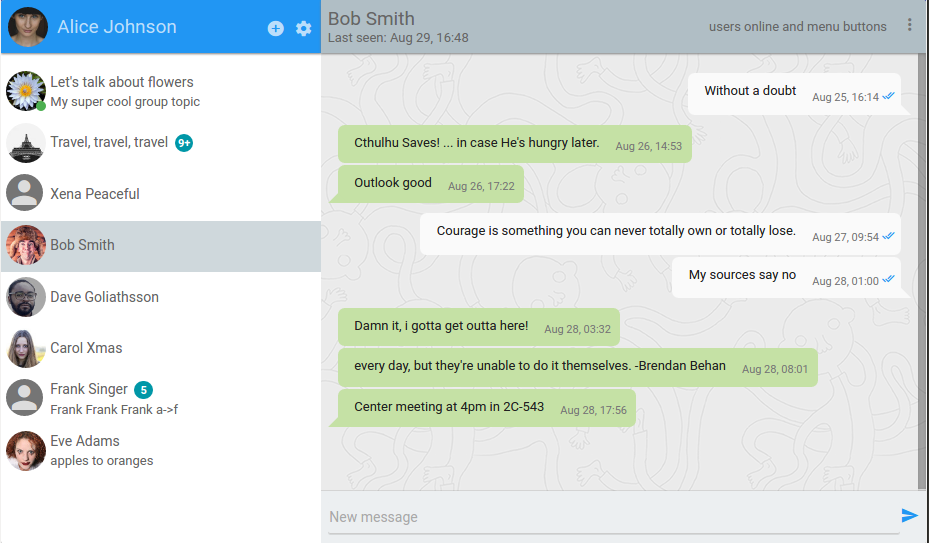 Alice Johnson
Let's talk about flowers
My super cool group topic
Travel, travel, travel 9+
Xena Peaceful
Bob Smith
Dave Goliathsson
Carol Xmas
Frank Singer 5
Frank Frank Frank a->f
Eve Adams
apples to oranges
Bob Smith
Last seen: Aug 29, 16:48
users online and menu buttons
Without a doubt Aug 25, 16:14
Cthulhu Saves! ... in case He's hungry later. Aug 26, 14:53
Outlook good Aug 26, 17:22
Courage is something you can never totally own or totally lose. Aug 27, 09:54
My sources say no Aug 28, 01:00
Damn it, i gotta get outta here! Aug 28, 03:32
every day, but they're unable to do it themselves. -Brendan Behan Aug 28, 08:01
Center meeting at 4pm in 2C-543 Aug 28, 17:56
New message